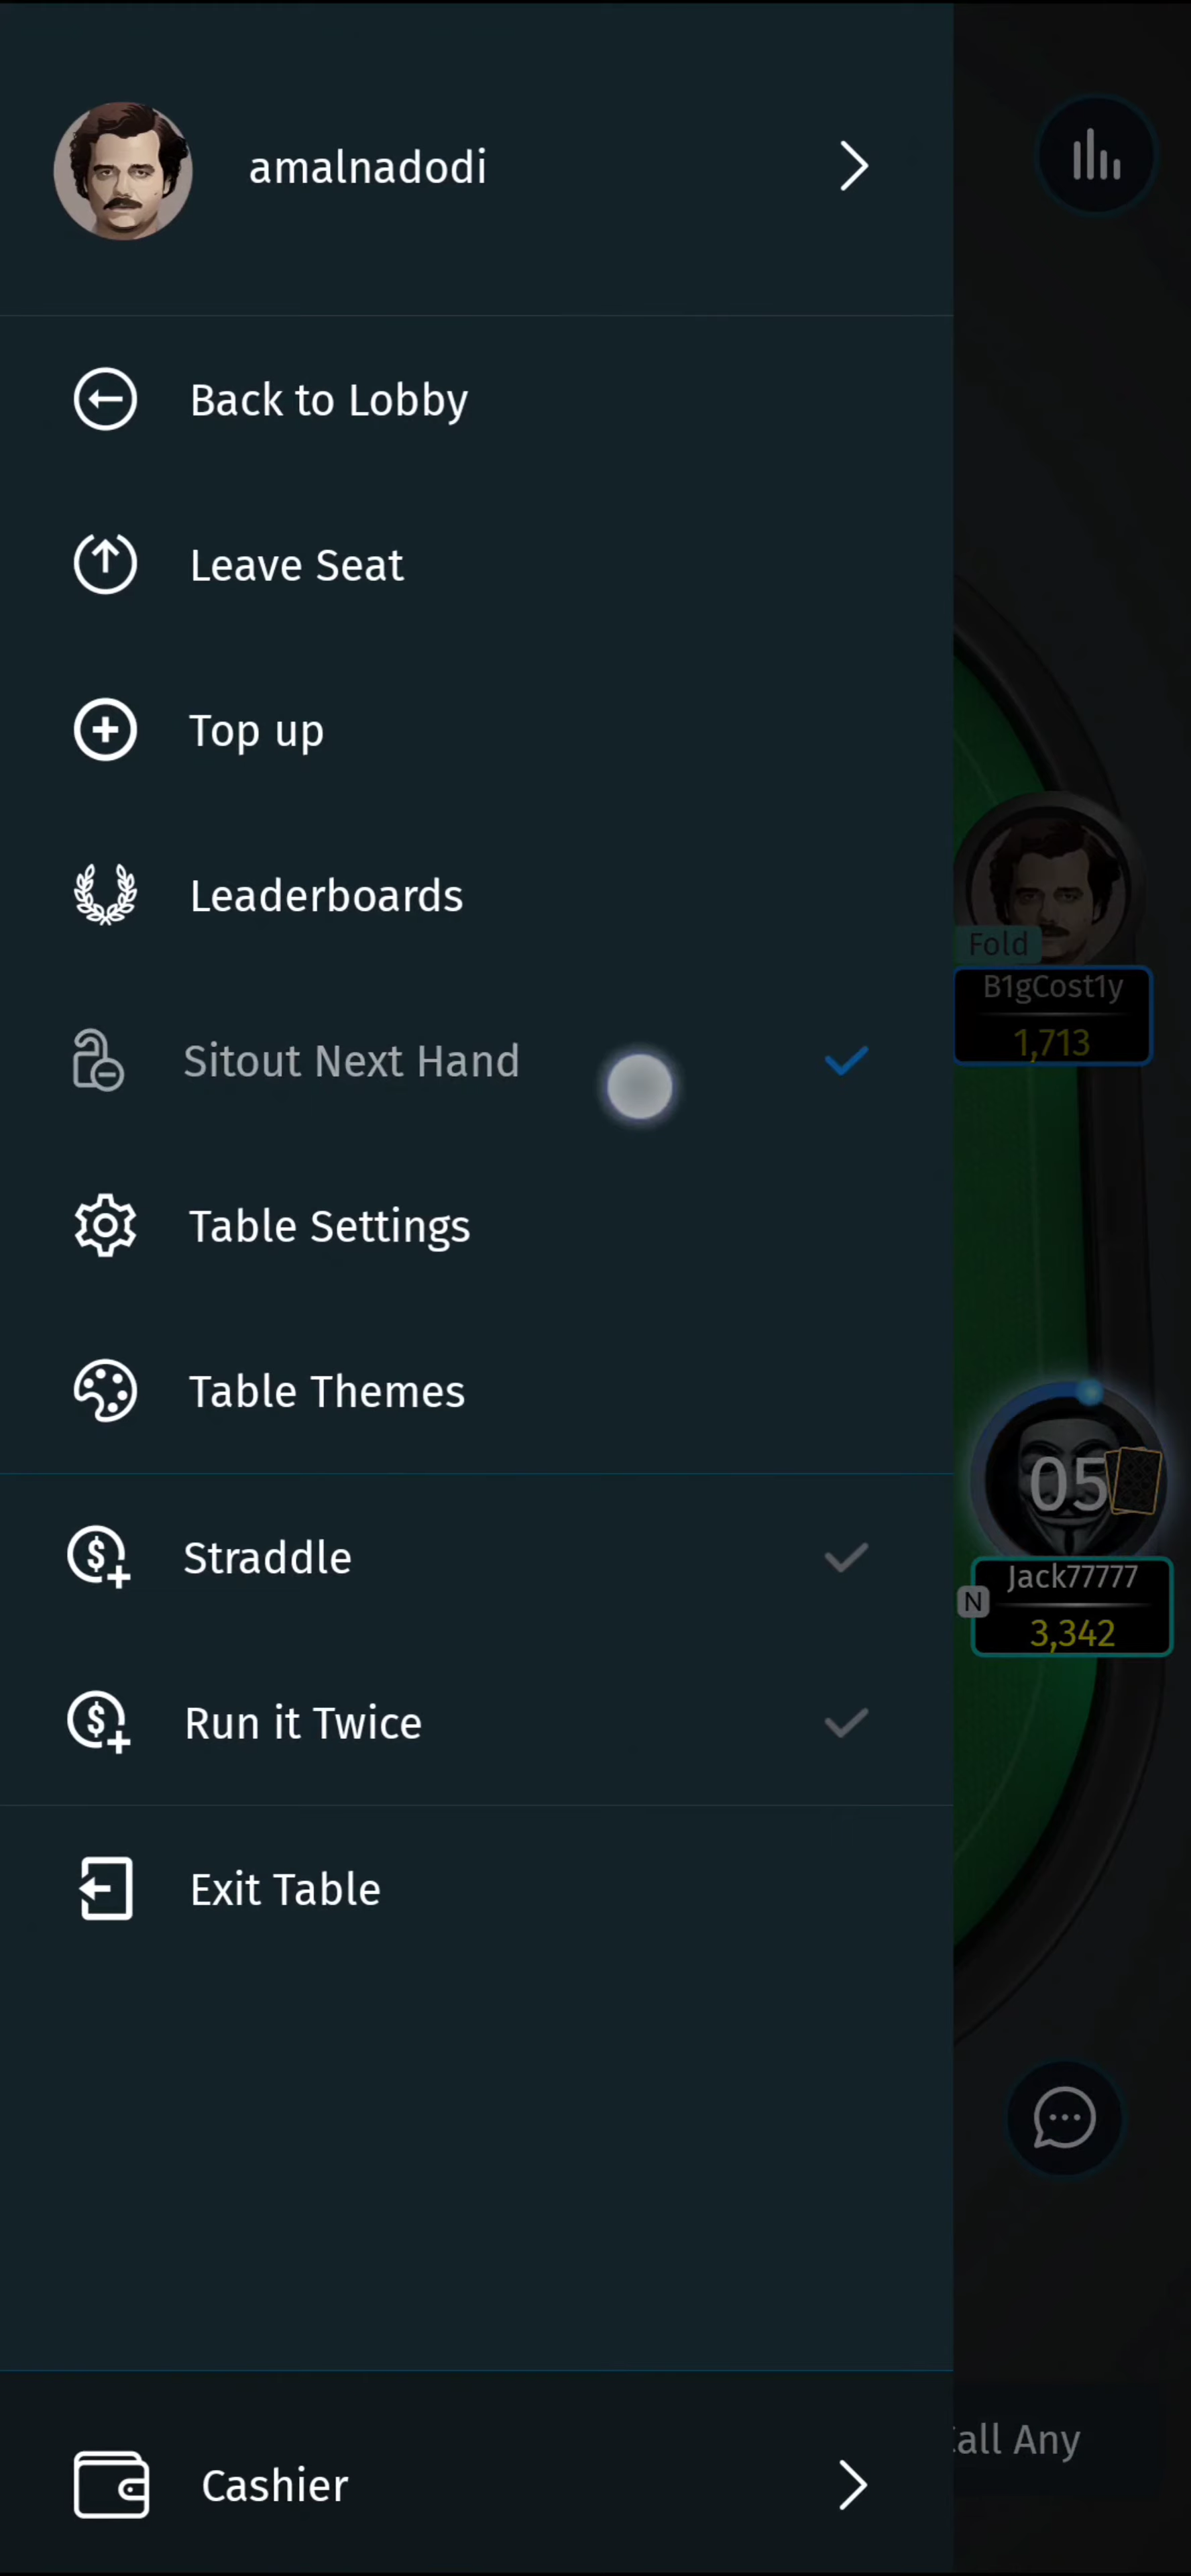 amalnadodi
Back to Lobby
Leave Seat
Top up
Leaderboards
Fold
B1gCost1y
1,713
Sitout Next Hand
Table Settings
Table Themes
05
Jack77777
N
3,342
Straddle
Run it Twice
Exit Table
Call Any
Cashier